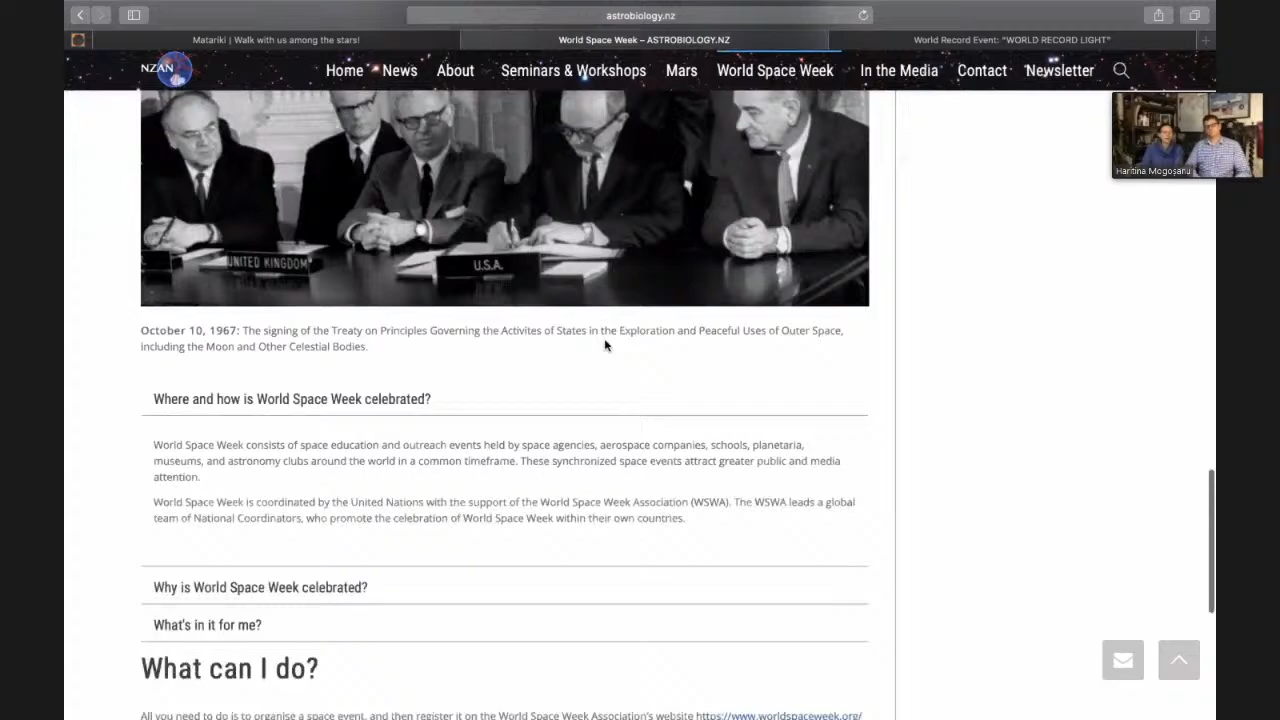 astrobiology.nz
Matariki | Walk with us among the stars!
World Space Week – ASTROBIOLOGY.NZ
World Record Event: "WORLD RECORD LIGHT"
NZAN
Home News About Seminars & Workshops Mars World Space Week In the Media Contact Newsletter
Haritina Mogoșanu
UNITED KINGDOM
U.S.A.
October 10, 1967: The signing of the Treaty on Principles Governing the Activites of States in the Exploration and Peaceful Uses of Outer Space,
including the Moon and Other Celestial Bodies.
Where and how is World Space Week celebrated?
World Space Week consists of space education and outreach events held by space agencies, aerospace companies, schools, planetaria,
museums, and astronomy clubs around the world in a common timeframe. These synchronized space events attract greater public and media
attention.
World Space Week is coordinated by the United Nations with the support of the World Space Week Association (WSWA). The WSWA leads a global
team of National Coordinators, who promote the celebration of World Space Week within their own countries.
Why is World Space Week celebrated?
What's in it for me?
What can I do?
All you need to do is to organise a space event, and then register it on the World Space Week Association's website https://www.worldspaceweek.org/